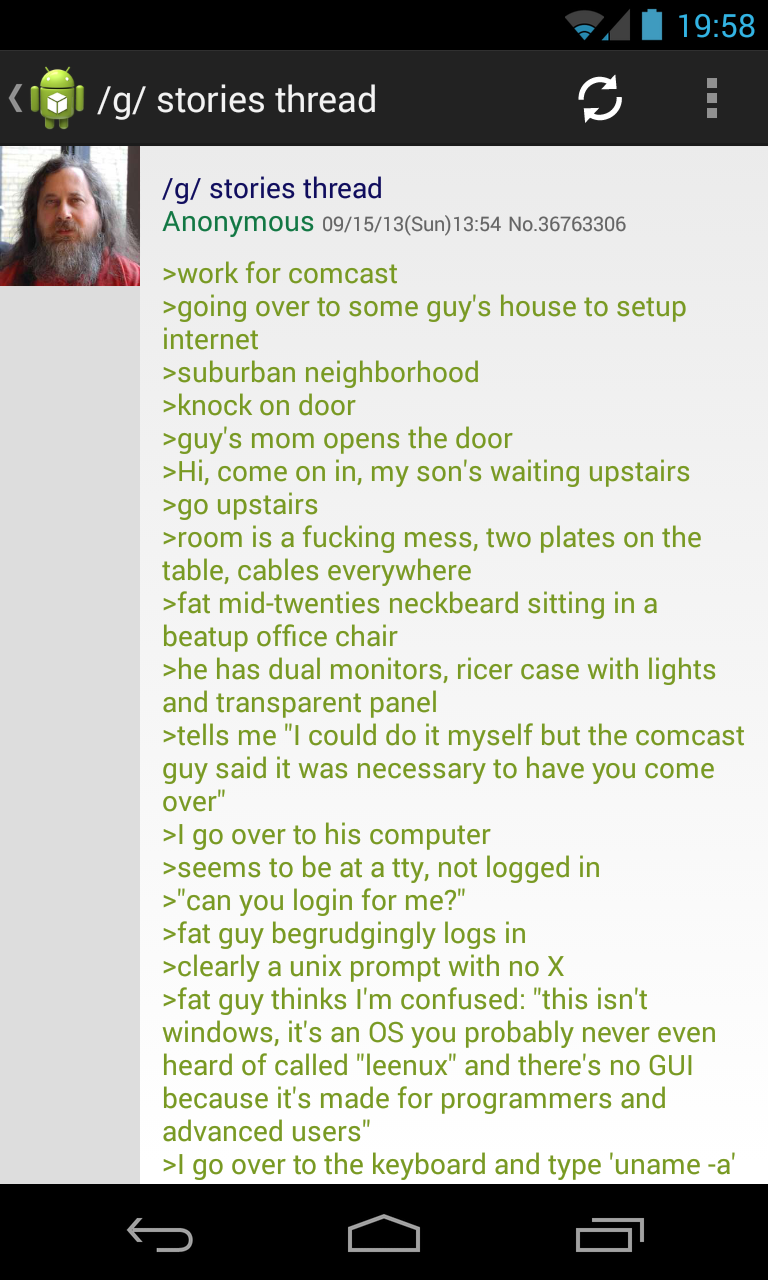 19:58
/g/ stories thread
/g/ stories thread
Anonymous 09/15/13(Sun)13:54 No.36763306
>work for comcast
>going over to some guy's house to setup
internet
>suburban neighborhood
>knock on door
>guy's mom opens the door
>Hi, come on in, my son's waiting upstairs
>go upstairs
>room is a fucking mess, two plates on the
table, cables everywhere
>fat mid-twenties neckbeard sitting in a
beatup office chair
>he has dual monitors, ricer case with lights
and transparent panel
>tells me "I could do it myself but the comcast
guy said it was necessary to have you come
over"
>I go over to his computer
>seems to be at a tty, not logged in
>"can you login for me?"
>fat guy begrudgingly logs in
>clearly a unix prompt with no X
>fat guy thinks I'm confused: "this isn't
windows, it's an OS you probably never even
heard of called "leenux" and there's no GUI
because it's made for programmers and
advanced users"
>I go over to the keyboard and type 'uname -a'